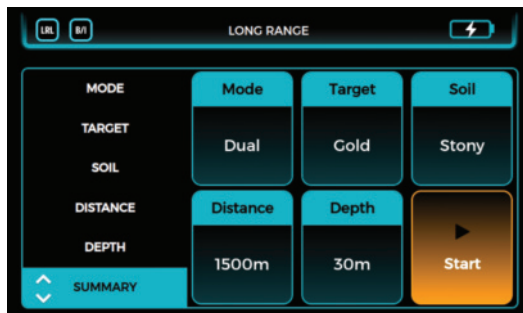 LRL B/I LONG RANGE
MODE
TARGET
SOIL
DISTANCE
DEPTH
SUMMARY
Mode
Dual
Target
Gold
Soil
Stony
Distance
1500m
Depth
30m
Start